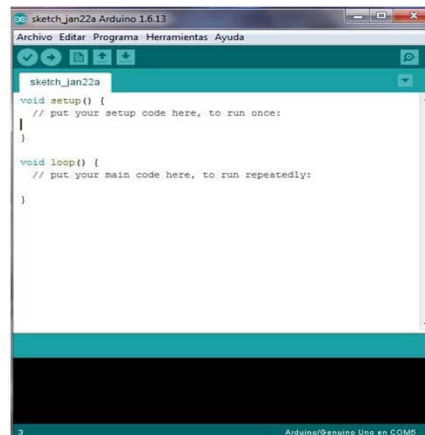 sketch_jan22a Arduino 1.6.13
Archivo Editar Programa Herramientas Ayuda
sketch_jan22a
void setup() {
// put your setup code here, to run once:
}
void loop() {
// put your main code here, to run repeatedly:
}
3
Arduino/Genuino Uno en COM5